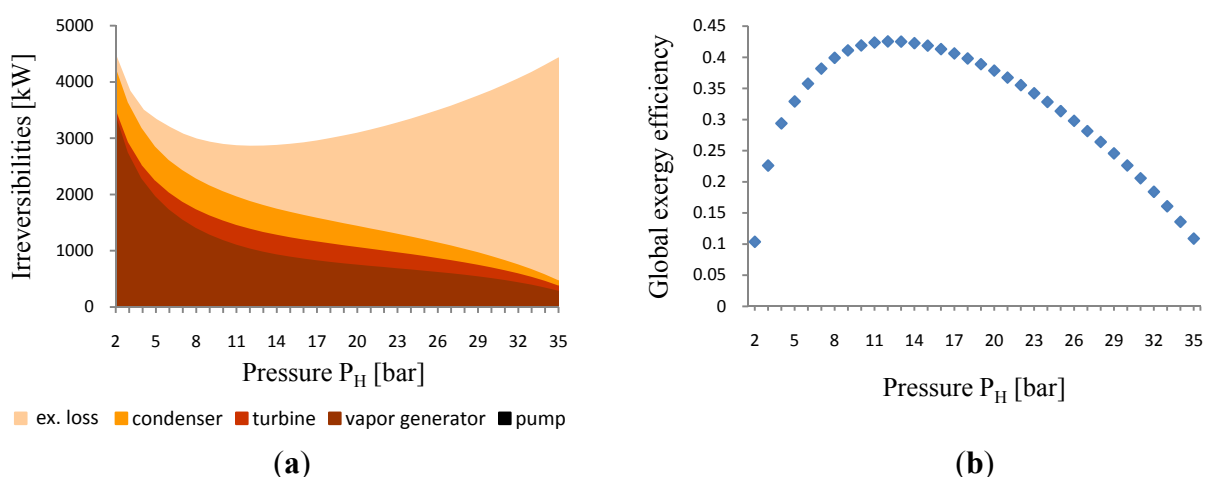 Irreversibilities [kW]
5000
4000
3000
2000
1000
0
2 5 8 11 14 17 20 23 26 29 32 35
Pressure P_H [bar]
ex. loss condenser turbine vapor generator pump
(a)
Global exergy efficiency
0.45
0.4
0.35
0.3
0.25
0.2
0.15
0.1
0.05
0
2 5 8 11 14 17 20 23 26 29 32 35
Pressure P_H [bar]
(b)